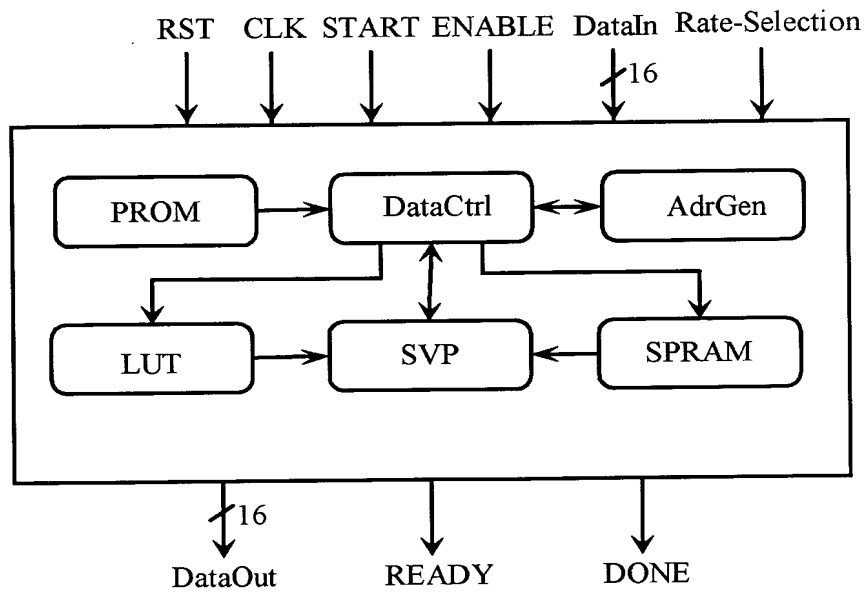 RST CLK START ENABLE DataIn Rate-Selection
16
PROM DataCtrl AdrGen
LUT SVP SPRAM
16
DataOut READY DONE